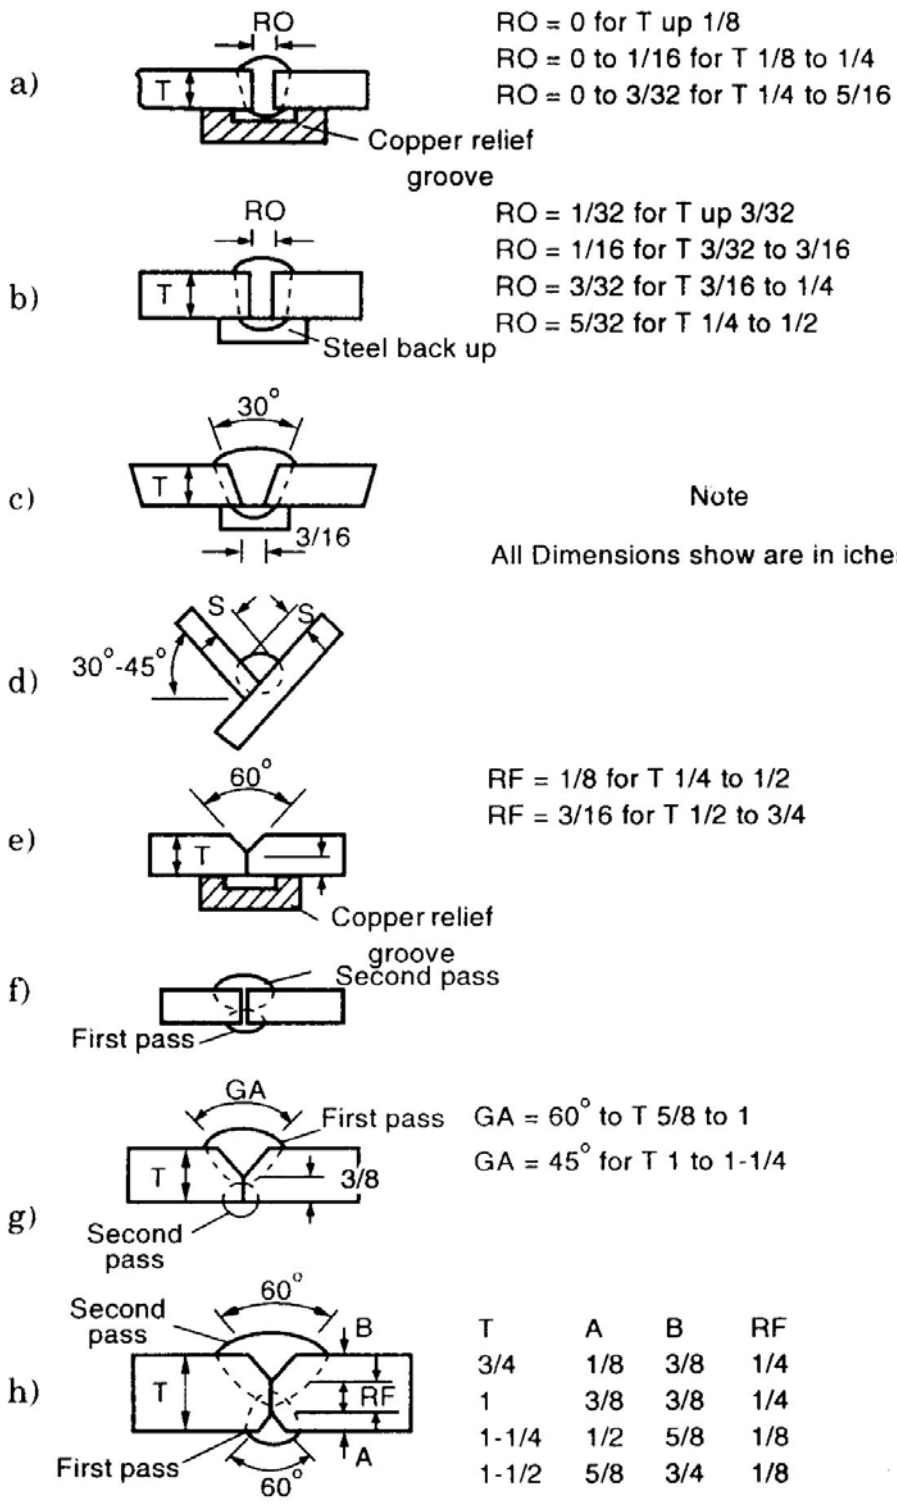 a)
RO
T
Copper relief
groove
RO = 0 for T up 1/8
RO = 0 to 1/16 for T 1/8 to 1/4
RO = 0 to 3/32 for T 1/4 to 5/16
b)
RO
T
Steel back up
RO = 1/32 for T up 3/32
RO = 1/16 for T 3/32 to 3/16
RO = 3/32 for T 3/16 to 1/4
RO = 5/32 for T 1/4 to 1/2
c)
30°
T
3/16
Note
All Dimensions show are in iches
d)
S
S
30°-45°
e)
60°
T
Copper relief
groove
RF = 1/8 for T 1/4 to 1/2
RF = 3/16 for T 1/2 to 3/4
f)
Second pass
First pass
g)
GA
First pass
T
3/8
Second
pass
GA = 60° to T 5/8 to 1
GA = 45° for T 1 to 1-1/4
h)
Second
pass
60°
B
T
RF
First pass
A
60°
T A B RF
3/4 1/8 3/8 1/4
1 3/8 3/8 1/4
1-1/4 1/2 5/8 1/8
1-1/2 5/8 3/4 1/8